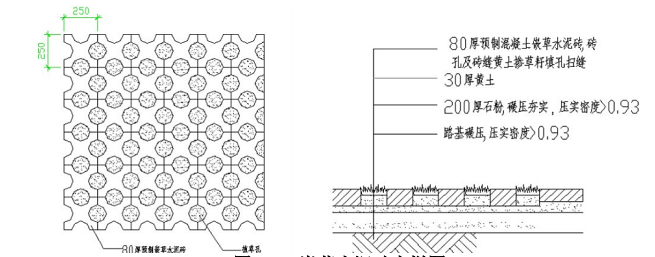 250
250
80厚预制混凝土嵌草水泥砖,砖
孔及砖缝黄土掺草籽填孔扫缝
30厚黄土
200厚石粉,碾压夯实,压实密度>0.93
路基碾压,压实密度>0.93
80厚预制嵌草水泥砖
植草孔